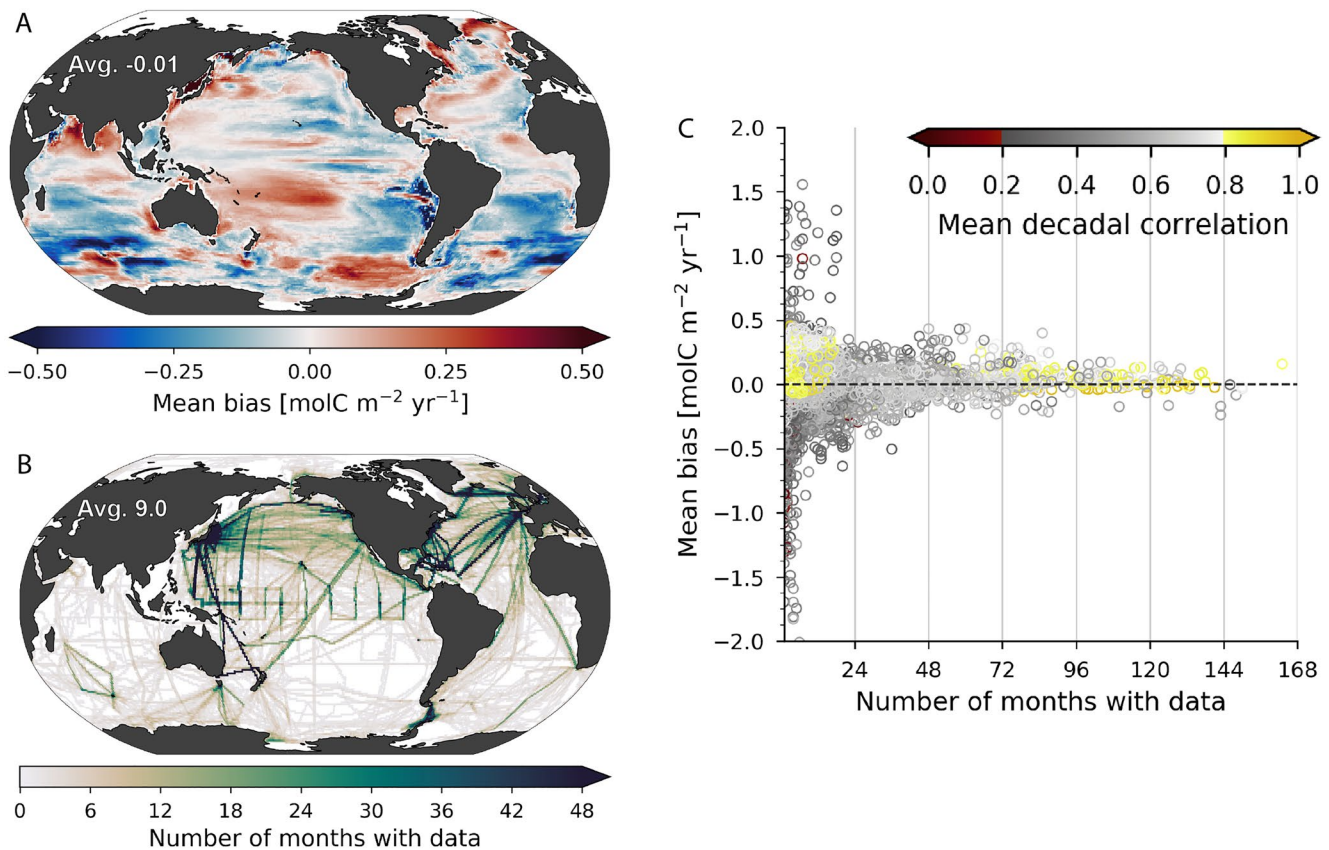 A
Avg. -0.01
−0.50 −0.25 0.00 0.25 0.50
Mean bias [molC m⁻² yr⁻¹]
B
Avg. 9.0
0 6 12 18 24 30 36 42 48
Number of months with data
C
0.0 0.2 0.4 0.6 0.8 1.0
Mean decadal correlation
2.0
1.5
1.0
0.5
0.0
−0.5
−1.0
−1.5
−2.0
Mean bias [molC m⁻² yr⁻¹]
24 48 72 96 120 144 168
Number of months with data